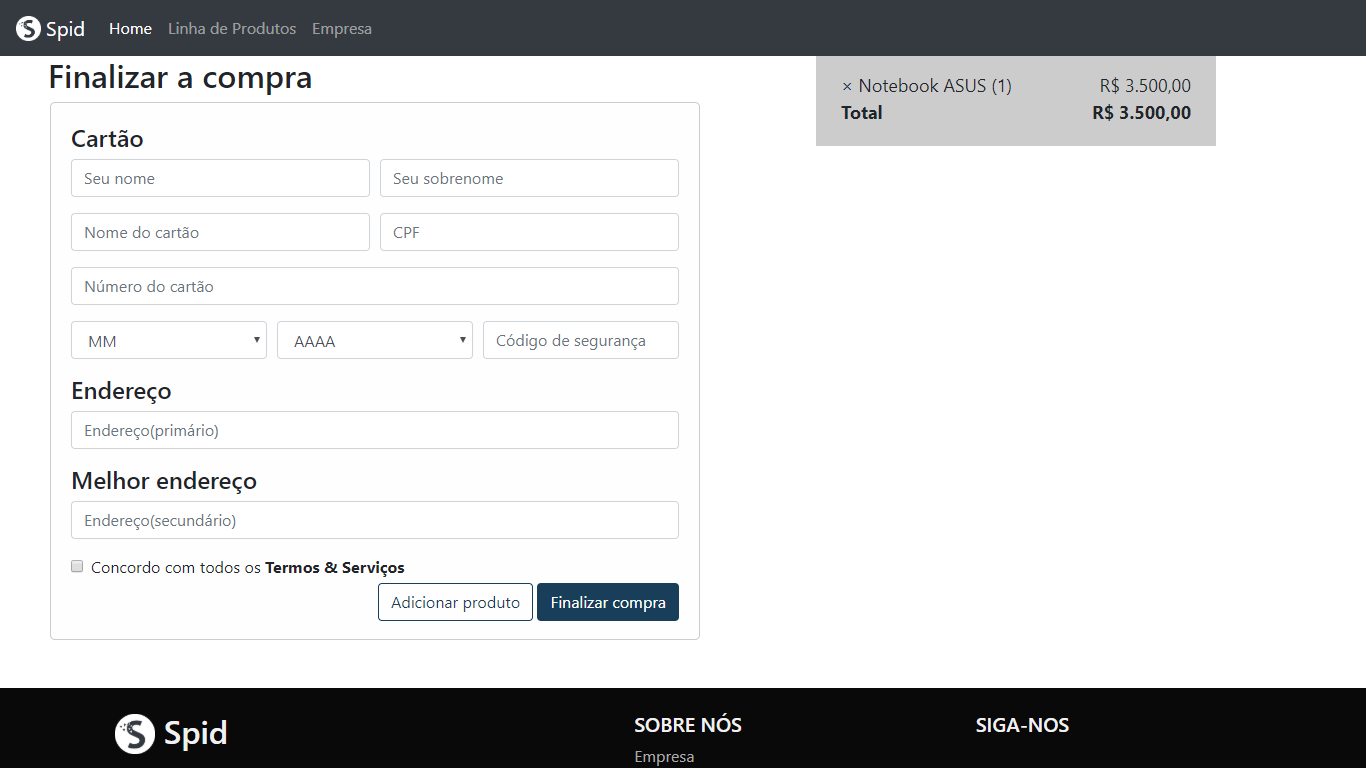 Spid Home Linha de Produtos Empresa
Finalizar a compra
× Notebook ASUS (1) R$ 3.500,00
Total R$ 3.500,00
Cartão
Seu nome Seu sobrenome
Nome do cartão CPF
Número do cartão
MM AAAA Código de segurança
Endereço
Endereço(primário)
Melhor endereço
Endereço(secundário)
Concordo com todos os Termos & Serviços
Adicionar produto Finalizar compra
Spid SOBRE NÓS SIGA-NOS
Empresa